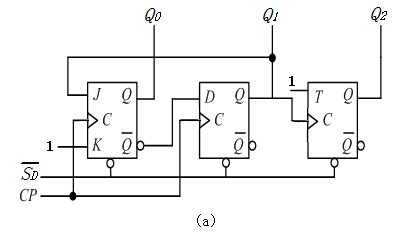 Q0 Q1 Q2
J Q D Q 1 T Q
C C C
1 K Q̅ Q̅ Q̅
S̅D
CP
(a)